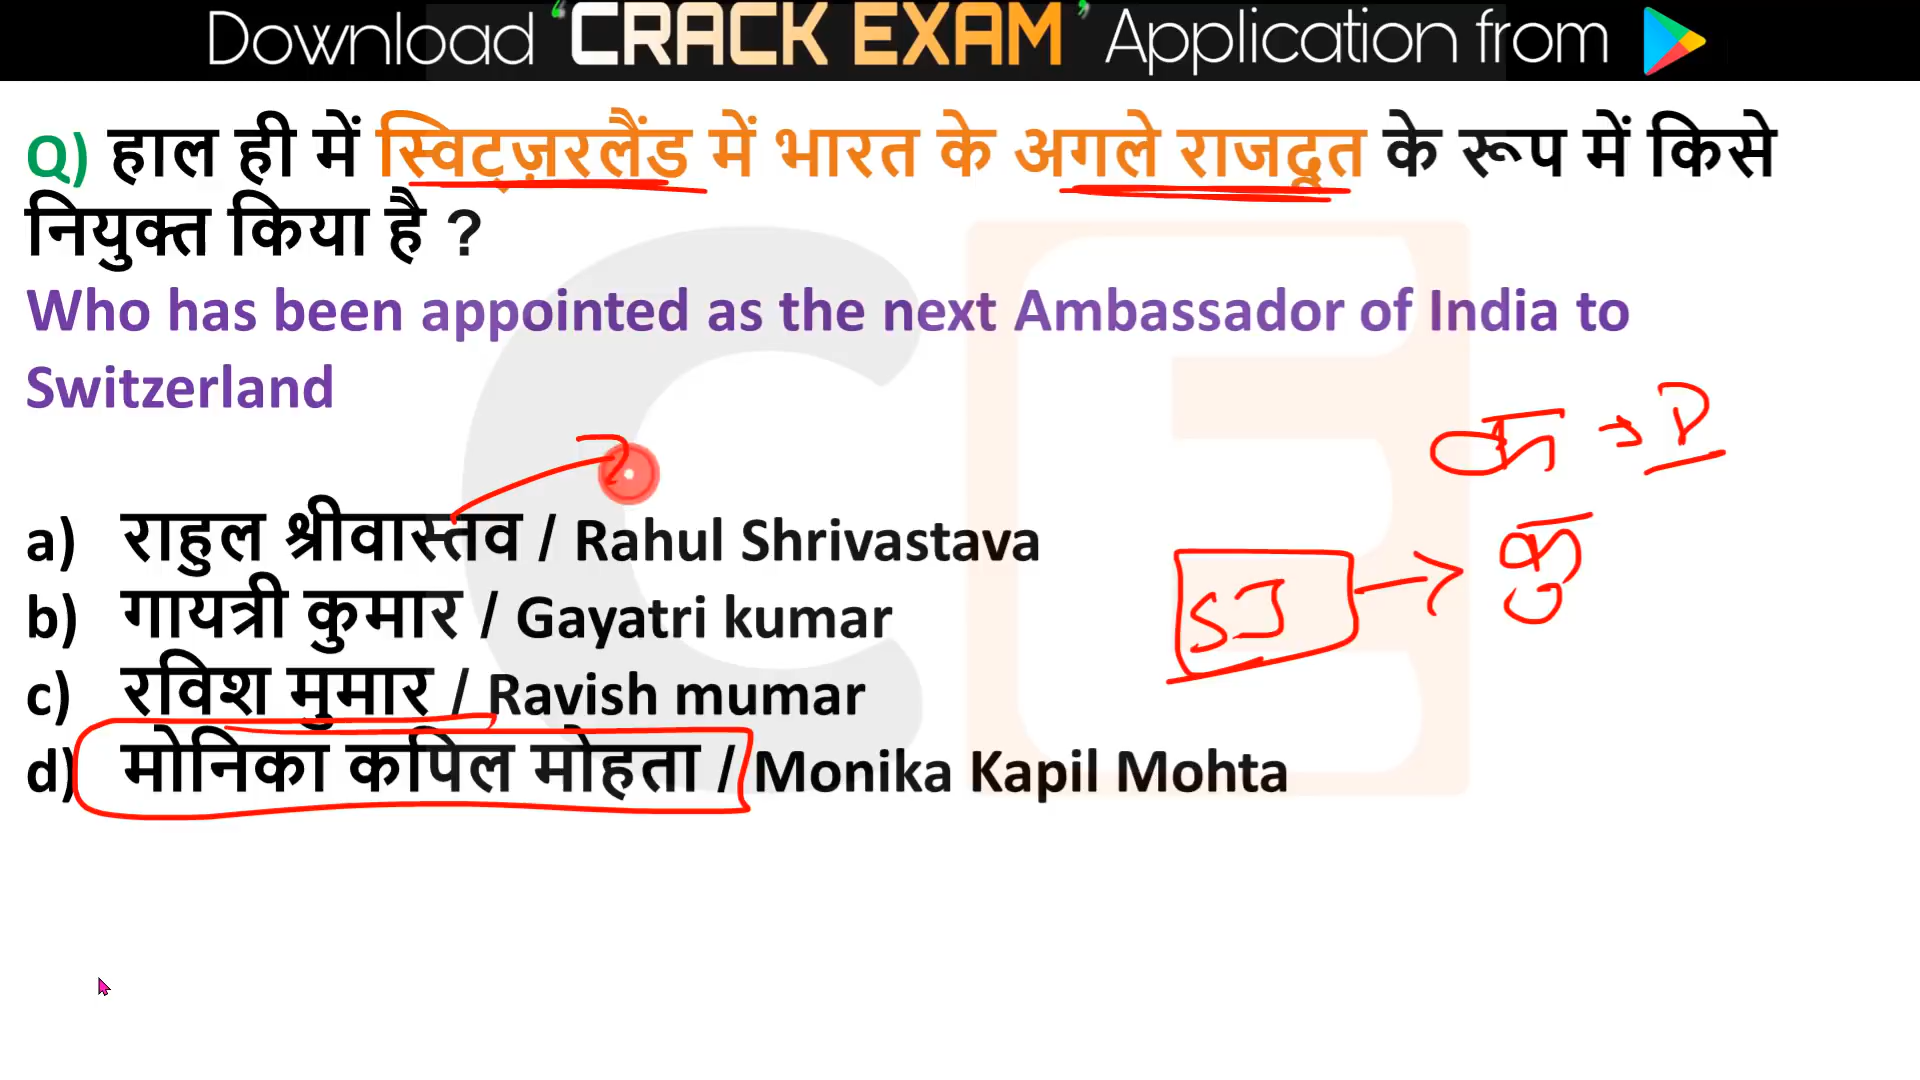 Download ‘CRACK EXAM’ Application from
Q) हाल ही में स्विट्ज़रलैंड में भारत के अगले राजदूत के रूप में किसे
नियुक्त किया है ?
Who has been appointed as the next Ambassador of India to
Switzerland
a) राहुल श्रीवास्तव / Rahul Shrivastava
b) गायत्री कुमार / Gayatri kumar
c) रविश मुमार / Ravish mumar
d) मोनिका कपिल मोहता / Monika Kapil Mohta
SJ
CE